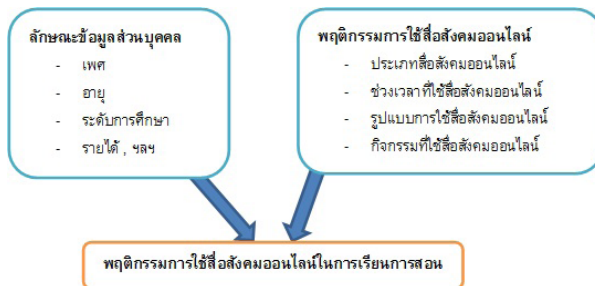 ลักษณะข้อมูลส่วนบุคคล
- เพศ
- อายุ
- ระดับการศึกษา
- รายได้ , ฯลฯ
พฤติกรรมการใช้สื่อสังคมออนไลน์
- ประเภทสื่อสังคมออนไลน์
- ช่วงเวลาที่ใช้สื่อสังคมออนไลน์
- รูปแบบการใช้สื่อสังคมออนไลน์
- กิจกรรมที่ใช้สื่อสังคมออนไลน์
พฤติกรรมการใช้สื่อสังคมออนไลน์ในการเรียนการสอน